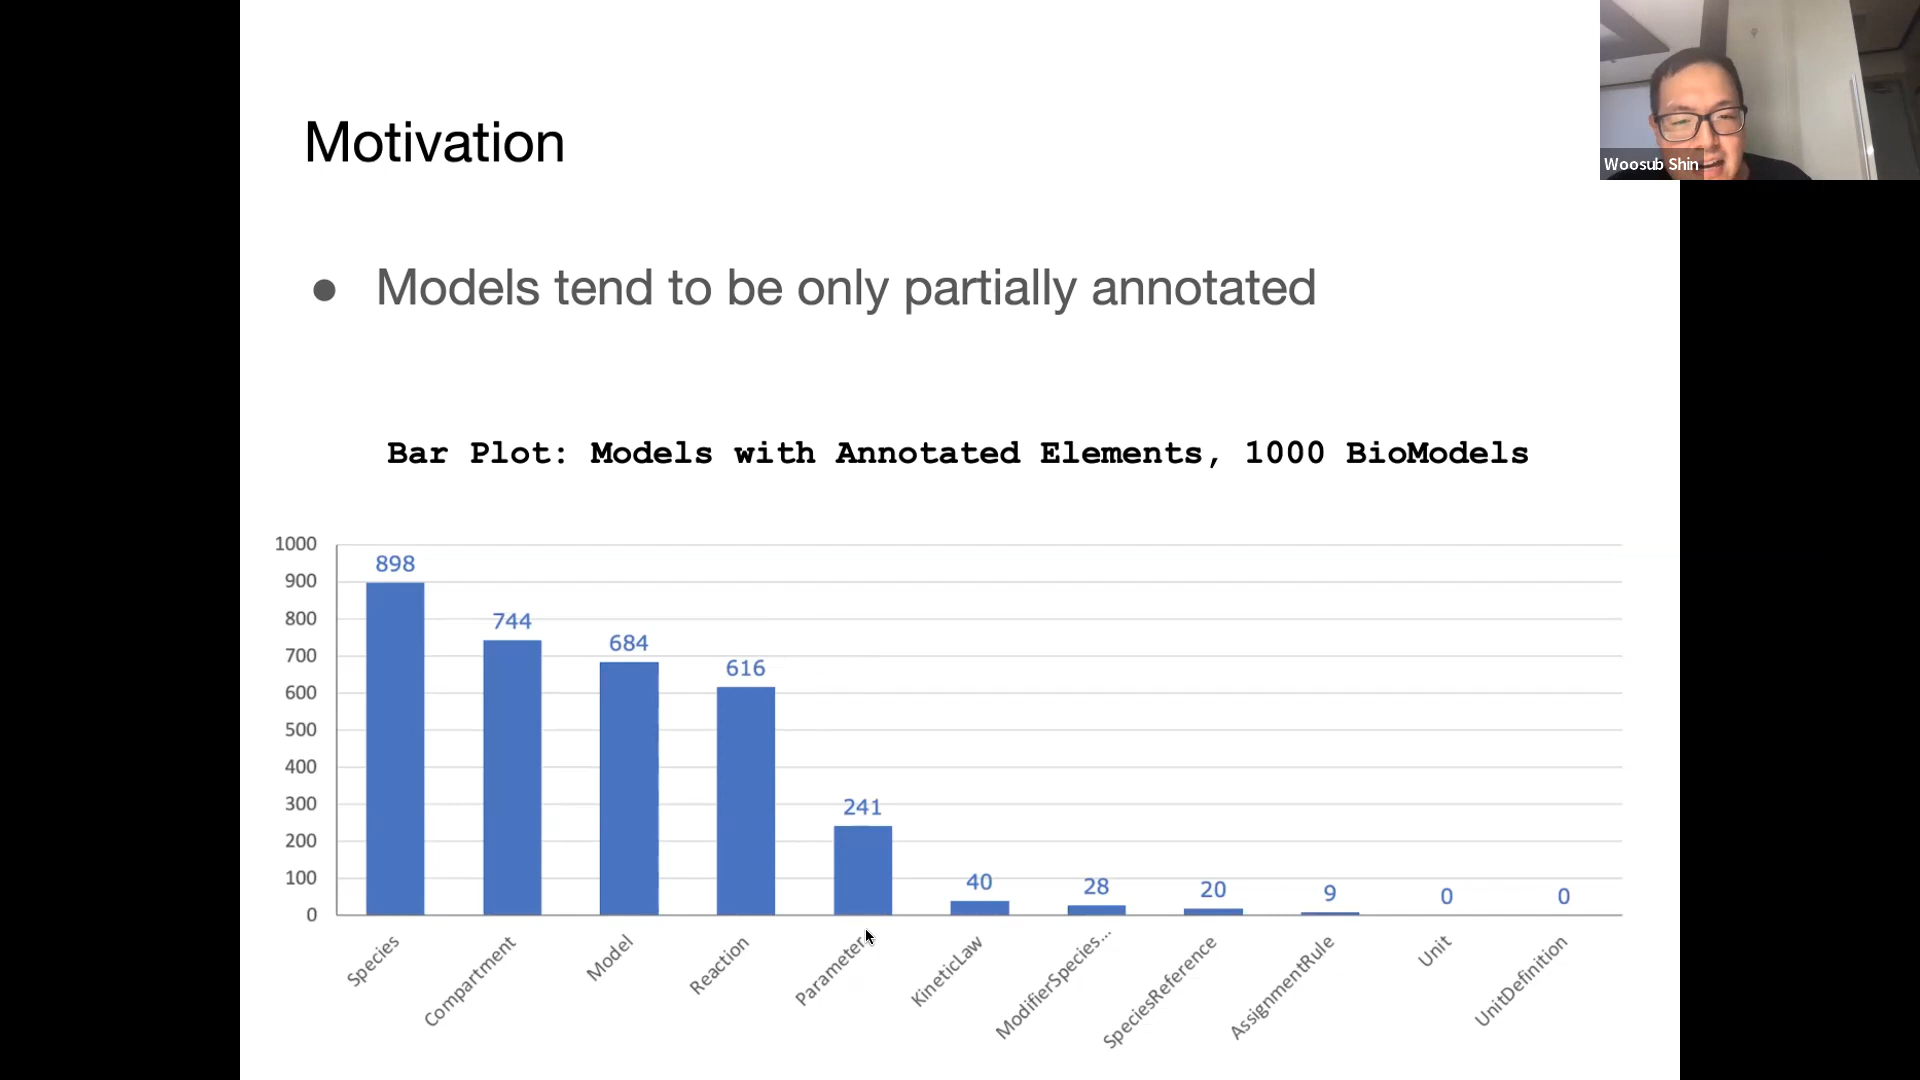 Motivation
Woosub Shin
● Models tend to be only partially annotated
Bar Plot: Models with Annotated Elements, 1000 BioModels
1000
900
800
700
600
500
400
300
200
100
0
898
744
684
616
241
40
28
20
9
0
0
Species
Compartment
Model
Reaction
Parameter
KineticLaw
ModifierSpecies...
SpeciesReference
AssignmentRule
Unit
UnitDefinition